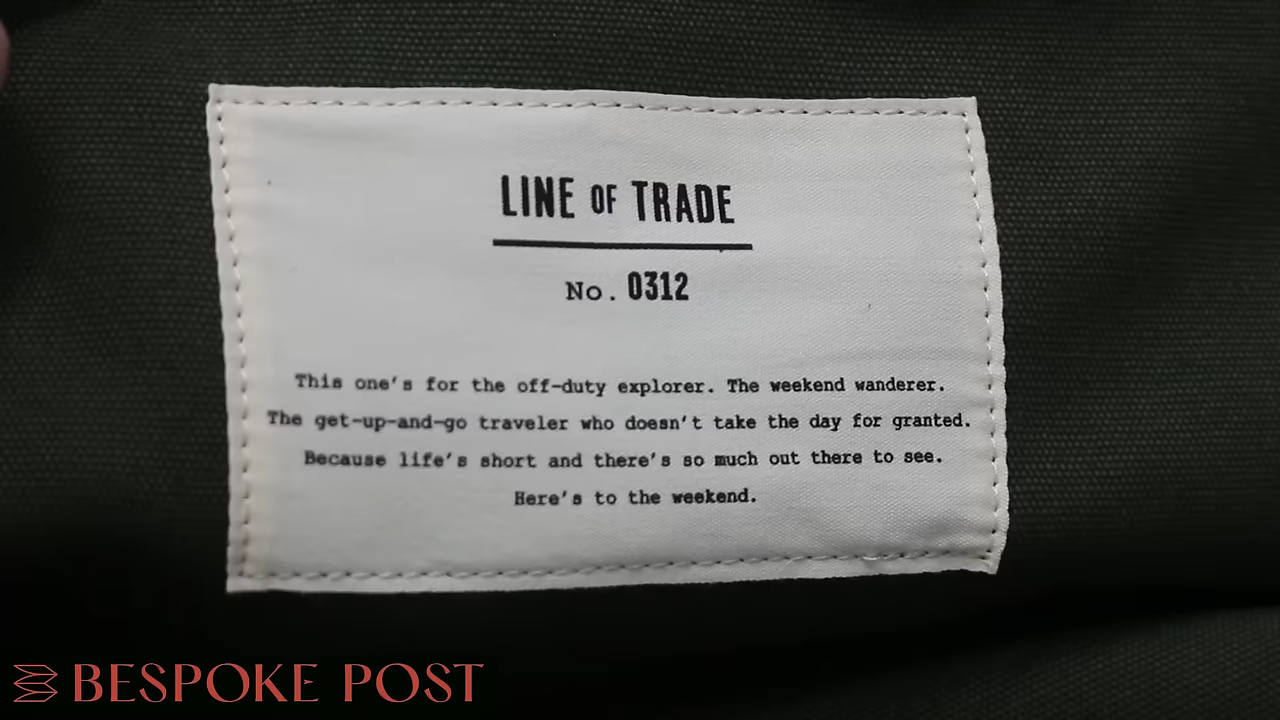 LINE OF TRADE
No. 0312
This one's for the off-duty explorer. The weekend wanderer.
The get-up-and-go traveler who doesn't take the day for granted.
Because life's short and there's so much out there to see.
Here's to the weekend.
BESPOKE POST